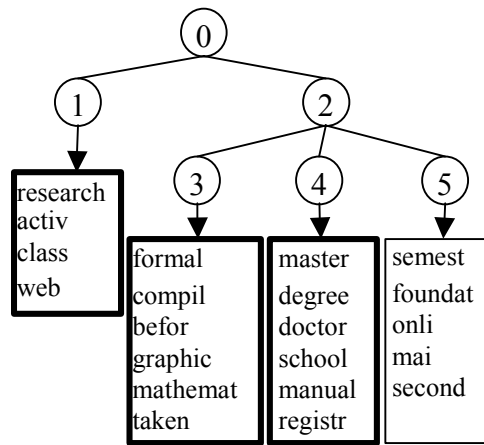 0
1
2
3
4
5
research
activ
class
web
formal
compil
befor
graphic
mathemat
taken
master
degree
doctor
school
manual
registr
semest
foundat
onli
mai
second